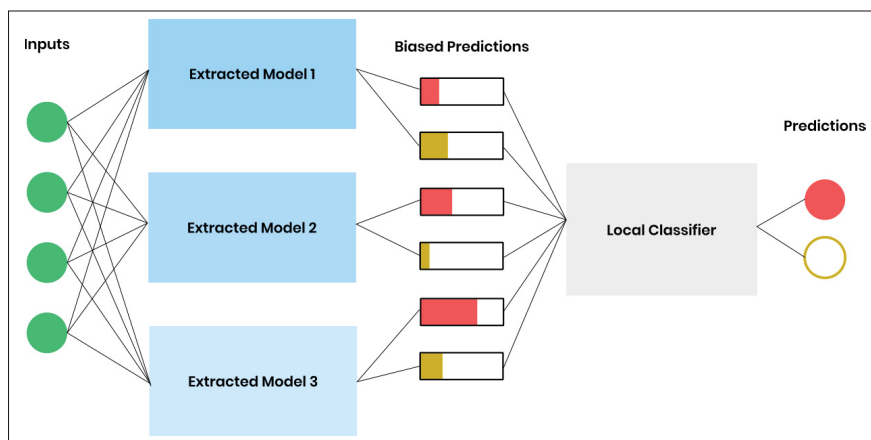 Inputs
Extracted Model 1
Biased Predictions
Predictions
Extracted Model 2
Local Classifier
Extracted Model 3